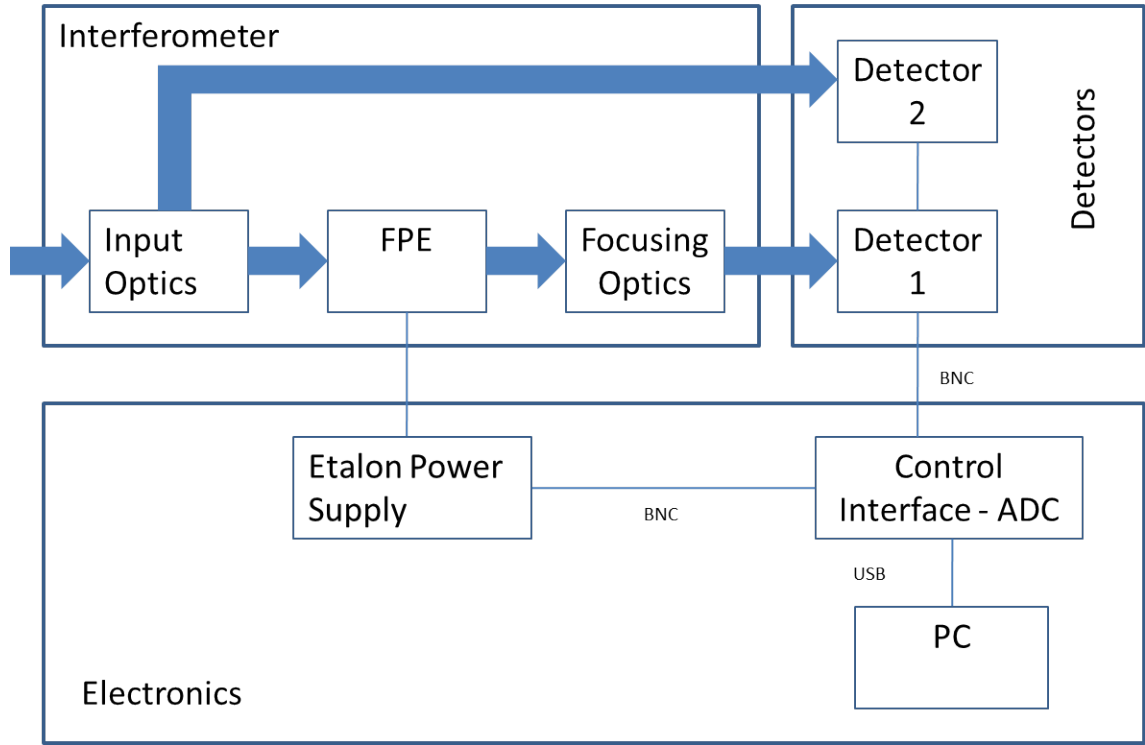 Interferometer
Detector
2
Detectors
Input
Optics
FPE
Focusing
Optics
Detector
1
BNC
Etalon Power
Supply
Control
Interface - ADC
BNC
USB
PC
Electronics